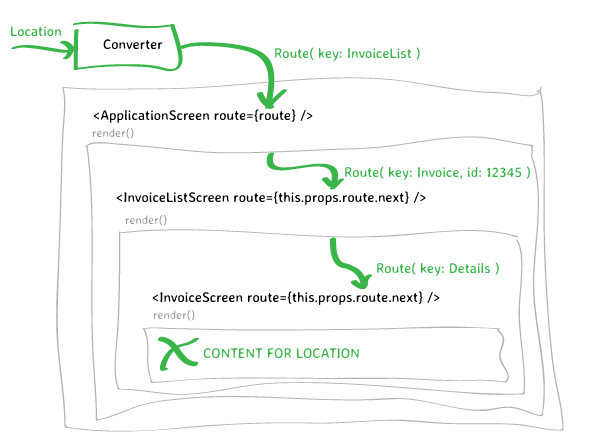 Location
Converter
Route( key: InvoiceList )
<ApplicationScreen route={route} />
render()
Route( key: Invoice, id: 12345 )
<InvoiceListScreen route={this.props.route.next} />
render()
Route( key: Details )
<InvoiceScreen route={this.props.route.next} />
render()
CONTENT FOR LOCATION